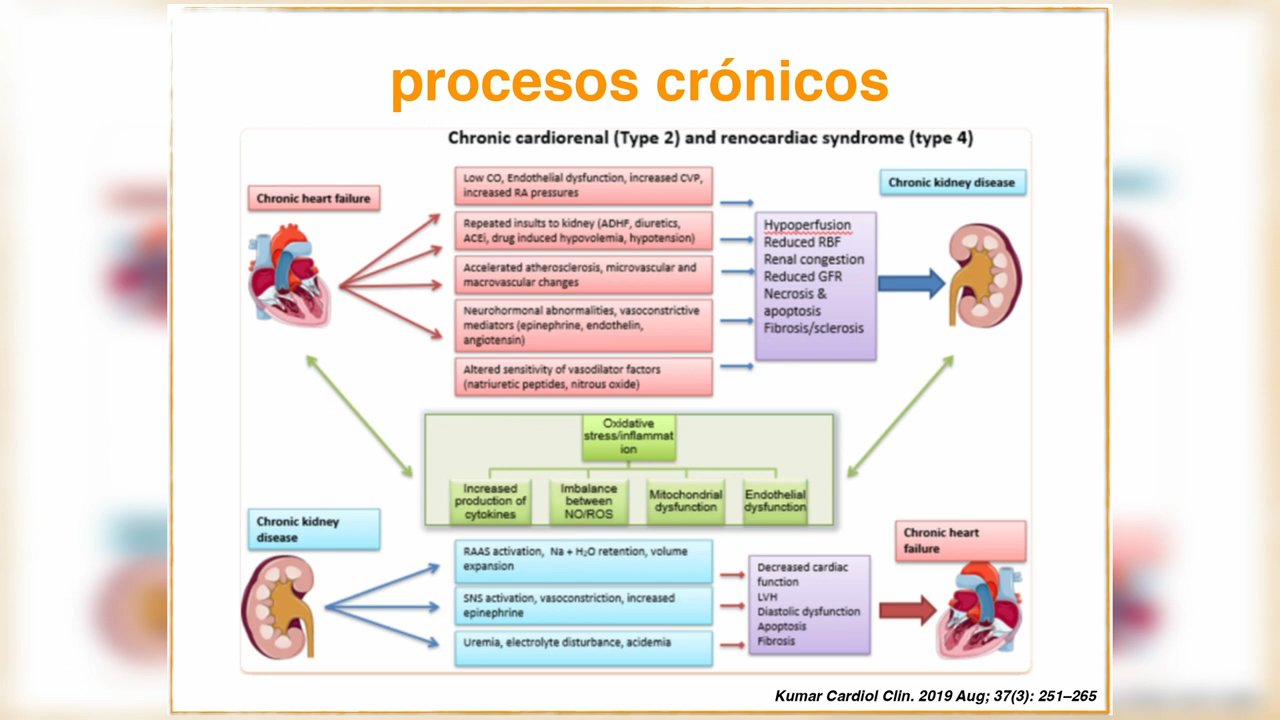 procesos crónicos
Chronic cardiorenal (Type 2) and renocardiac syndrome (type 4)
Chronic heart failure
Low CO, Endothelial dysfunction, increased CVP,
increased RA pressures
Repeated insults to kidney (ADHF, diuretics,
ACEi, drug induced hypovolemia, hypotension)
Accelerated atherosclerosis, microvascular and
macrovascular changes
Neurohormonal abnormalities, vasoconstrictive
mediators (epinephrine, endothelin,
angiotensin)
Altered sensitivity of vasodilator factors
(natriuretic peptides, nitrous oxide)
Hypoperfusion
Reduced RBF
Renal congestion
Reduced GFR
Necrosis &
apoptosis
Fibrosis/sclerosis
Chronic kidney disease
Oxidative
stress/inflammat
ion
Increased
production of
cytokines
Imbalance
between
NO/ROS
Mitochondrial
dysfunction
Endothelial
dysfunction
Chronic kidney
disease
RAAS activation, Na + H₂O retention, volume
expansion
SNS activation, vasoconstriction, increased
epinephrine
Uremia, electrolyte disturbance, acidemia
Decreased cardiac
function
LVH
Diastolic dysfunction
Apoptosis
Fibrosis
Chronic heart
failure
Kumar Cardiol Clin. 2019 Aug; 37(3): 251–265